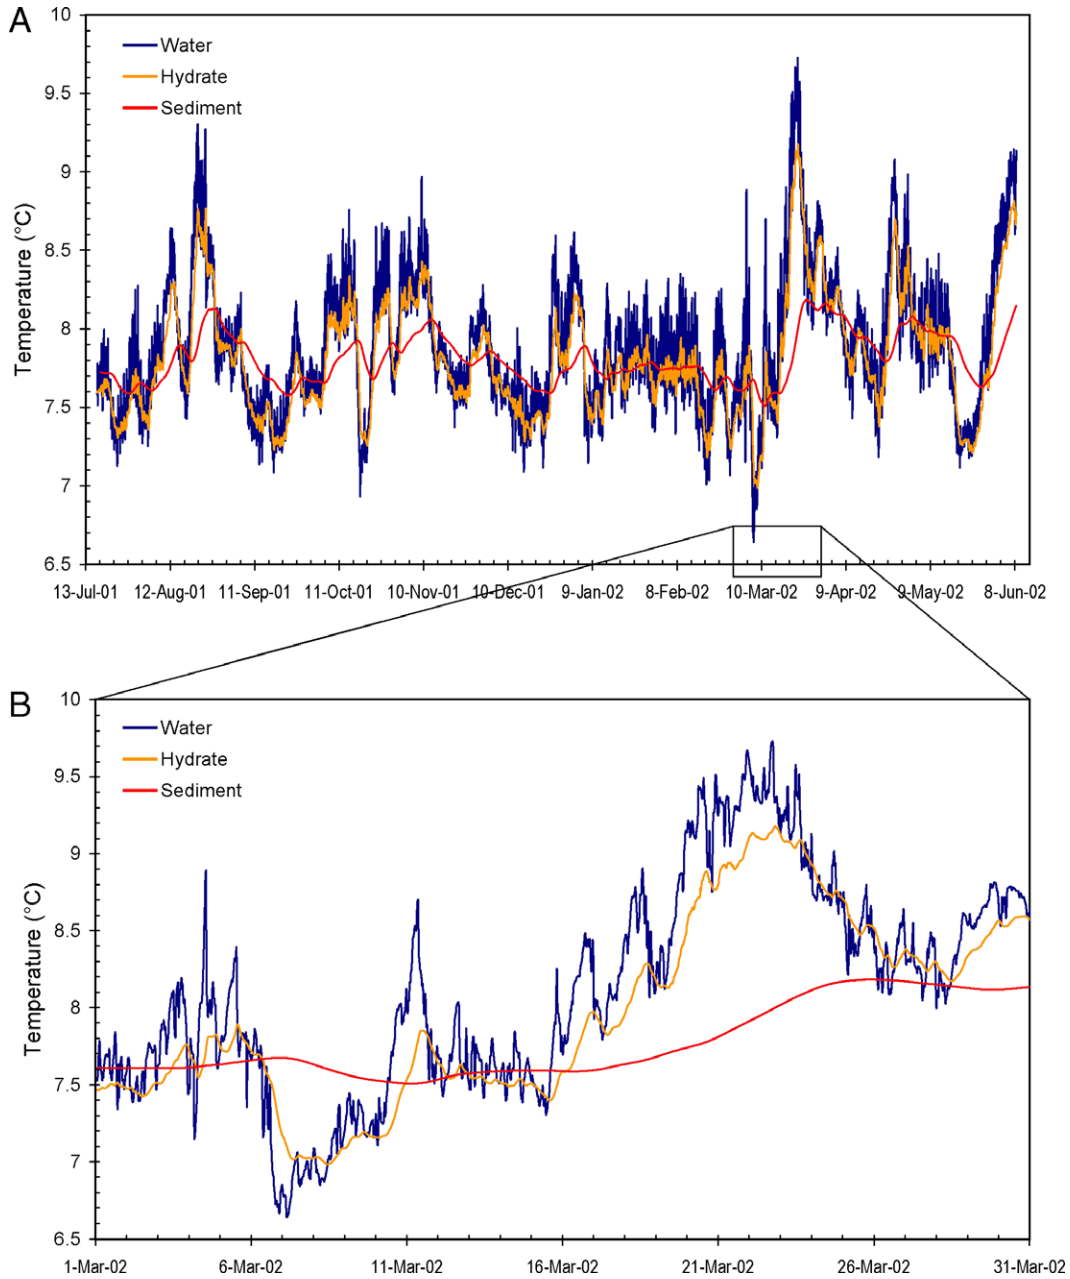 A
Water
Hydrate
Sediment
Temperature (°C)
10
9.5
9
8.5
8
7.5
7
6.5
13-Jul-01 12-Aug-01 11-Sep-01 11-Oct-01 10-Nov-01 10-Dec-01 9-Jan-02 8-Feb-02 10-Mar-02 9-Apr-02 9-May-02 8-Jun-02
B
Water
Hydrate
Sediment
Temperature (°C)
10
9.5
9
8.5
8
7.5
7
6.5
1-Mar-02 6-Mar-02 11-Mar-02 16-Mar-02 21-Mar-02 26-Mar-02 31-Mar-02